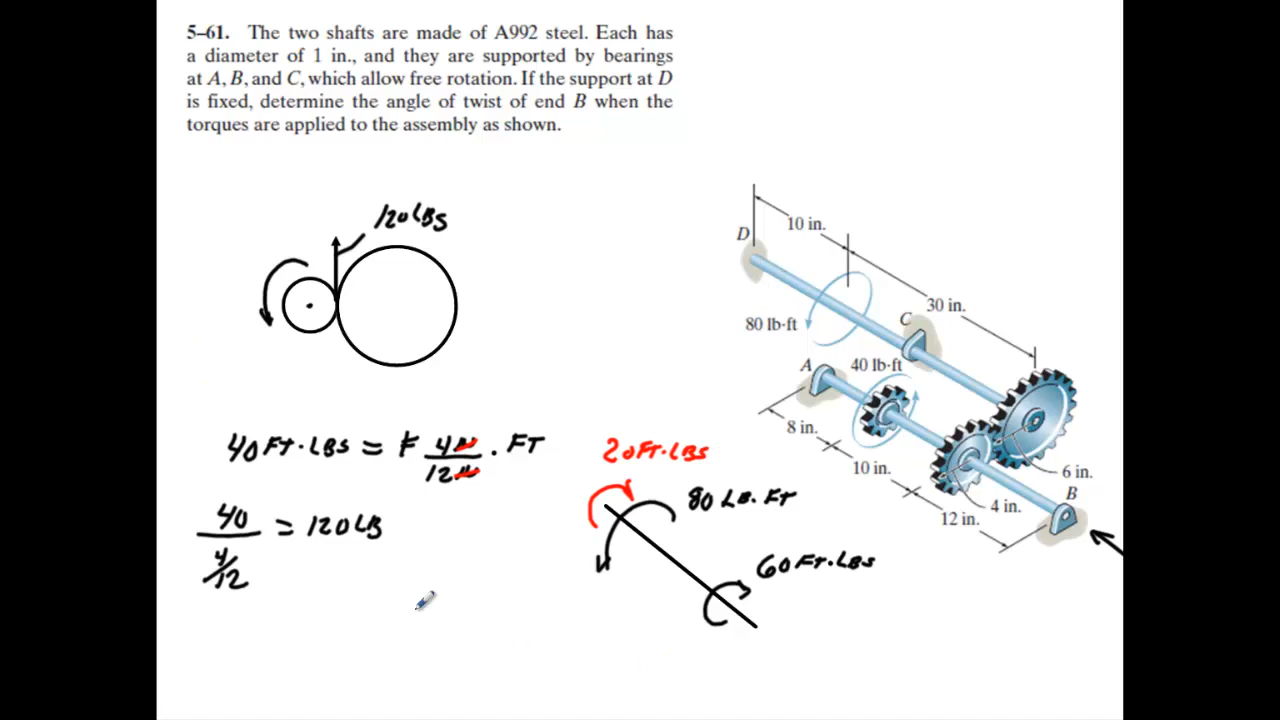 5–61. The two shafts are made of A992 steel. Each has
a diameter of 1 in., and they are supported by bearings
at A, B, and C, which allow free rotation. If the support at D
is fixed, determine the angle of twist of end B when the
torques are applied to the assembly as shown.
120 LBS
D
10 in.
30 in.
C
80 lb·ft
A
40 lb·ft
8 in.
10 in.
12 in.
4 in.
6 in.
B
40 FT·LBS = F 4in/12in · FT
40/(4/12) = 120 LB
20 FT·LBS
80 LB·FT
60 FT·LBS